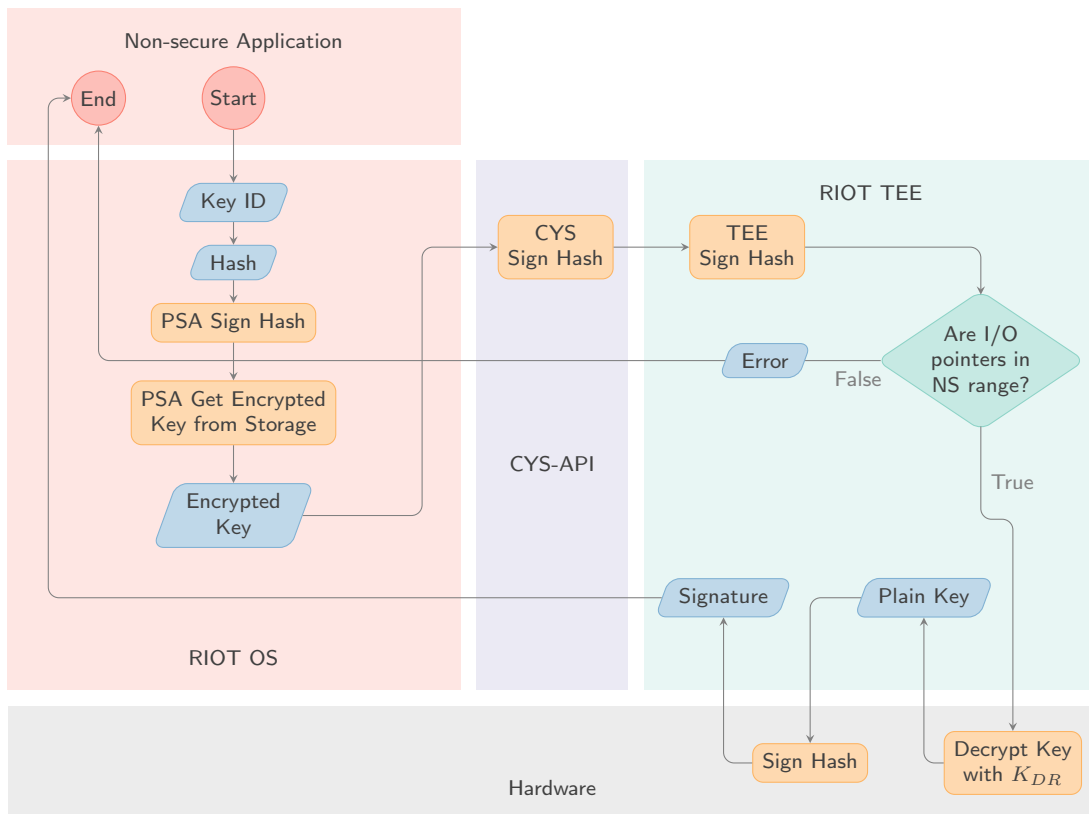 Non-secure Application
End
Start
Key ID
Hash
PSA Sign Hash
PSA Get Encrypted
Key from Storage
Encrypted
Key
RIOT OS
CYS
Sign Hash
CYS-API
RIOT TEE
TEE
Sign Hash
Are I/O
pointers in
NS range?
Error
False
True
Signature
Plain Key
Sign Hash
Decrypt Key
with K_{DR}
Hardware